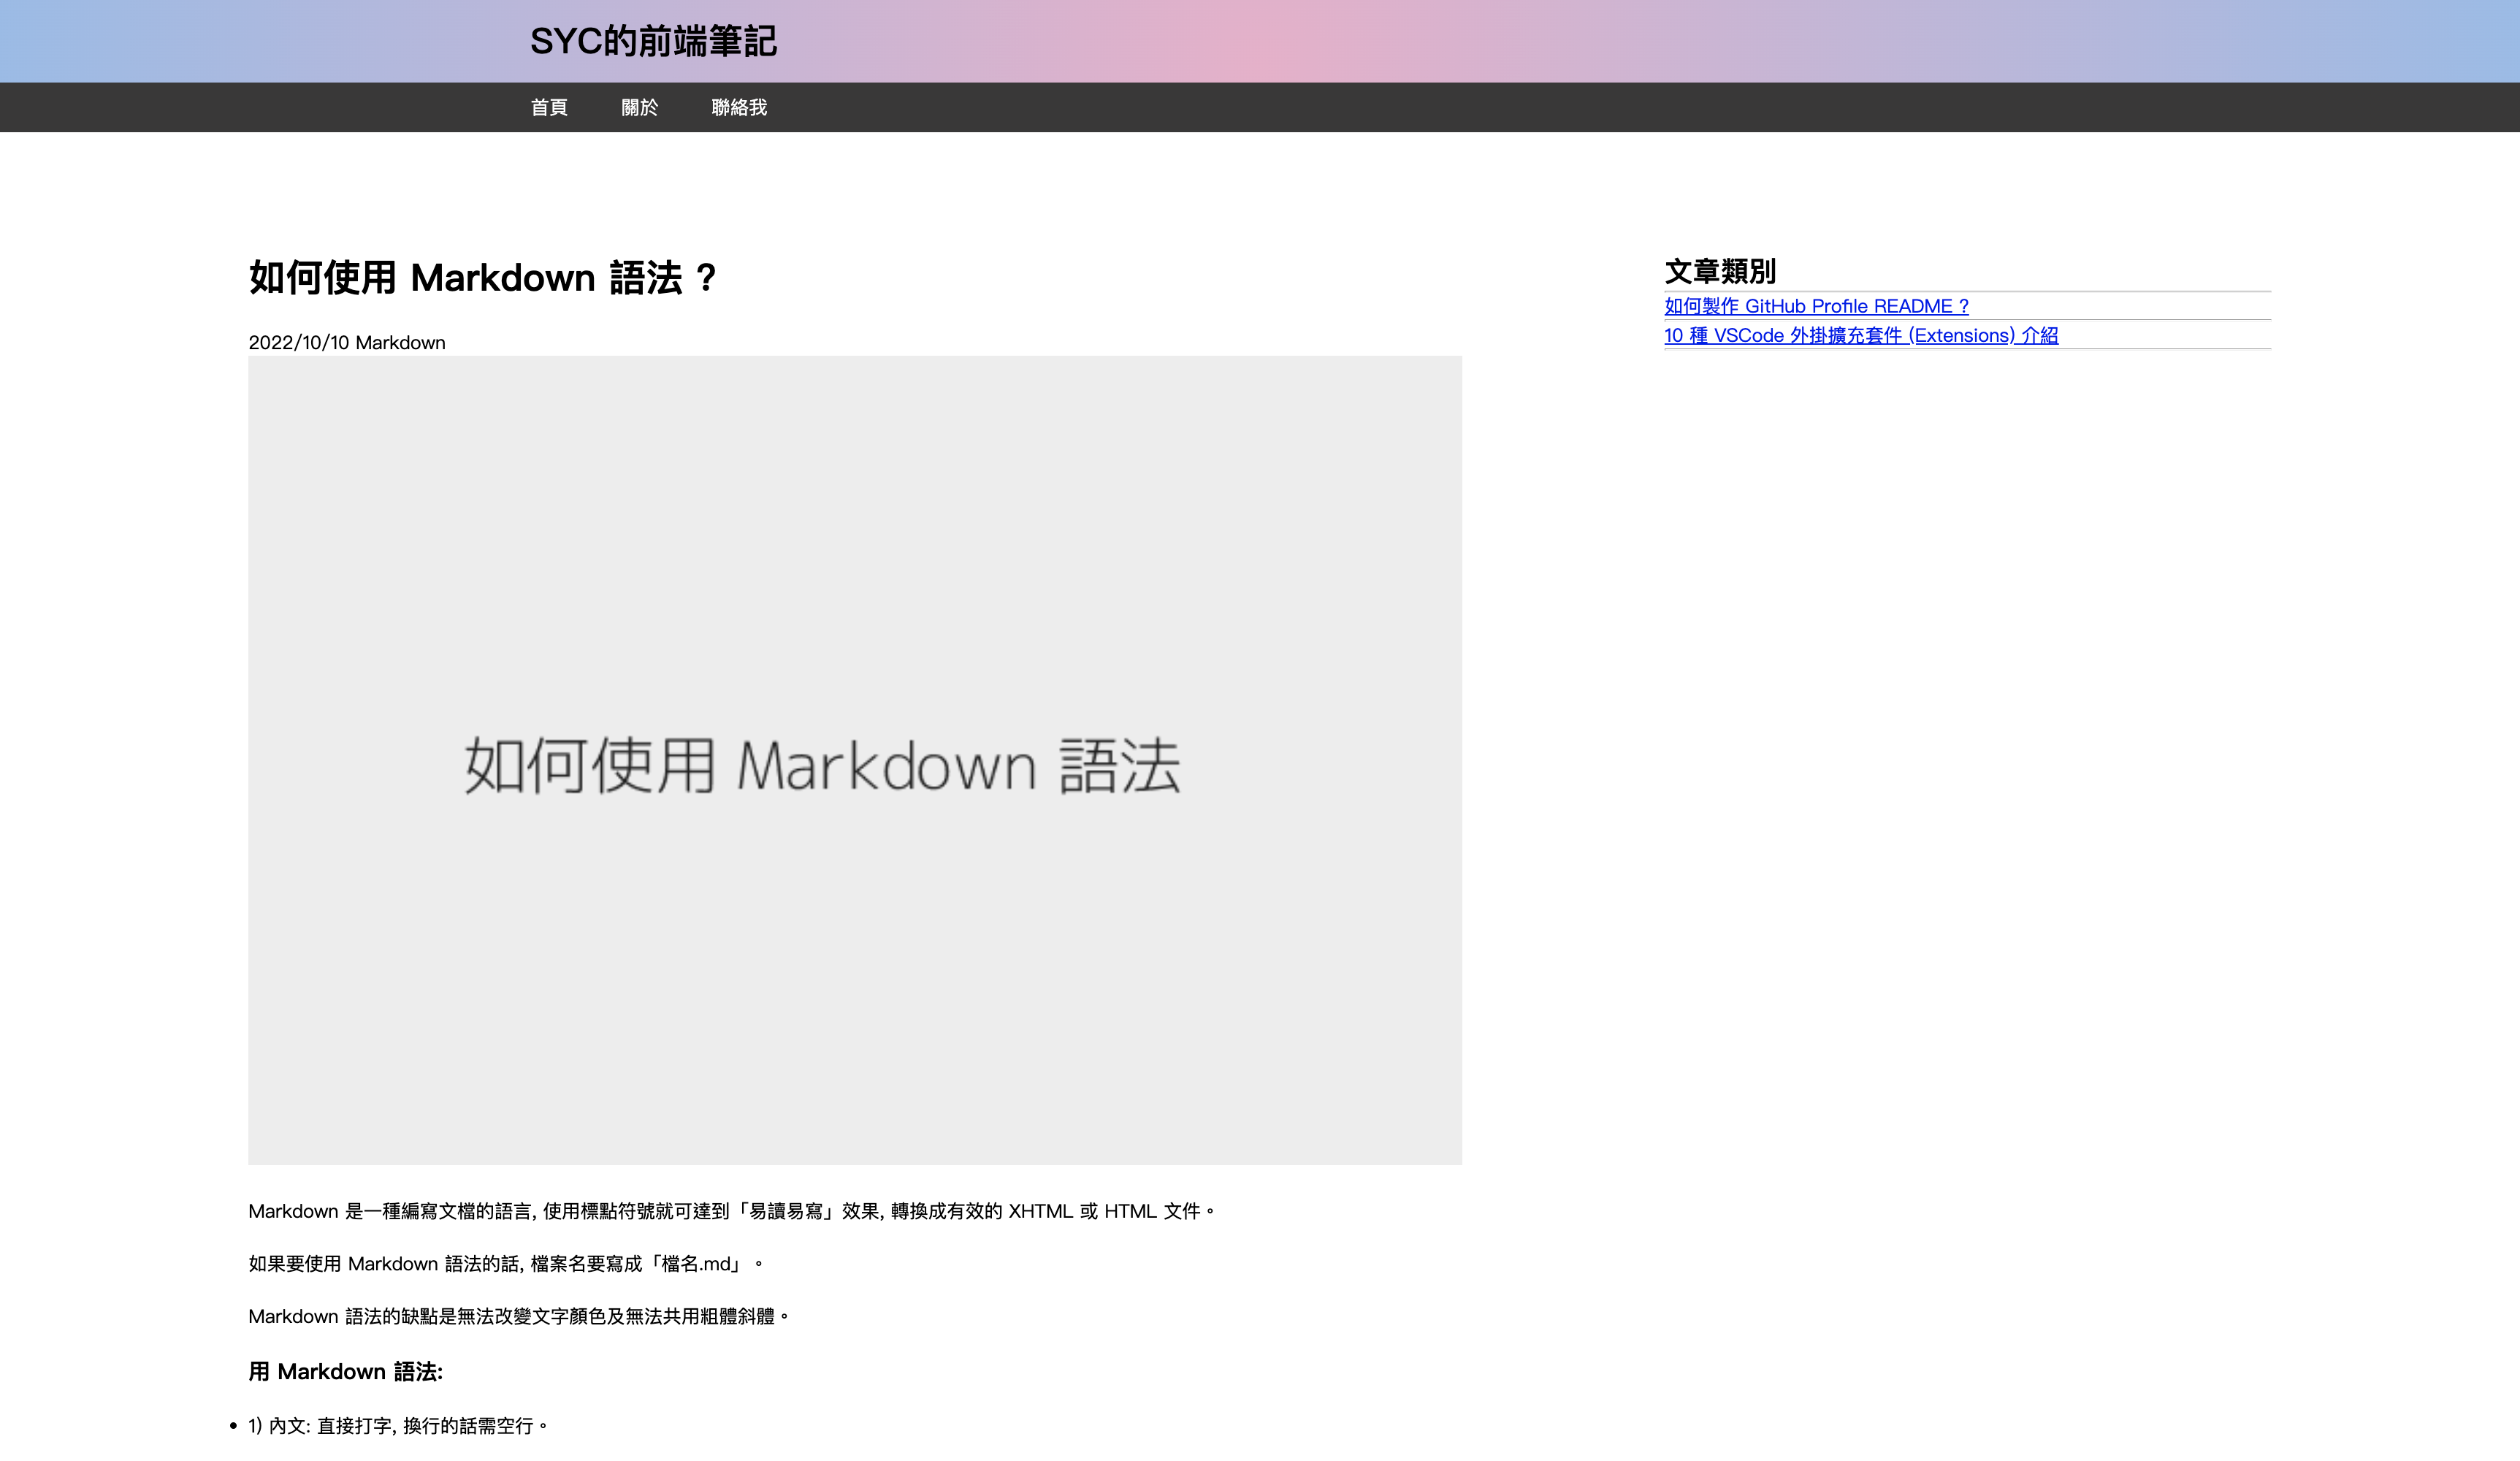 SYC的前端筆記
首頁 關於 聯絡我
如何使用 Markdown 語法 ?
2022/10/10 Markdown
如何使用 Markdown 語法
Markdown 是一種編寫文檔的語言, 使用標點符號就可達到「易讀易寫」效果, 轉換成有效的 XHTML 或 HTML 文件。
如果要使用 Markdown 語法的話, 檔案名要寫成「檔名.md」。
Markdown 語法的缺點是無法改變文字顏色及無法共用粗體斜體。
用 Markdown 語法:
• 1) 內文: 直接打字, 換行的話需空行。
文章類別
如何製作 GitHub Profile README ?
10 種 VSCode 外掛擴充套件 (Extensions) 介紹